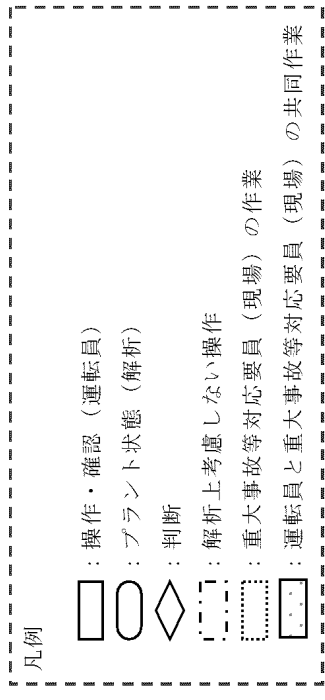 凡例
：操作・確認（運転員）
：プラント状態（解析）
：判断
：解析上考慮しない操作
：重大事故等対応要員（現場）の作業
：運転員と重大事故等対応要員（現場）の共同作業